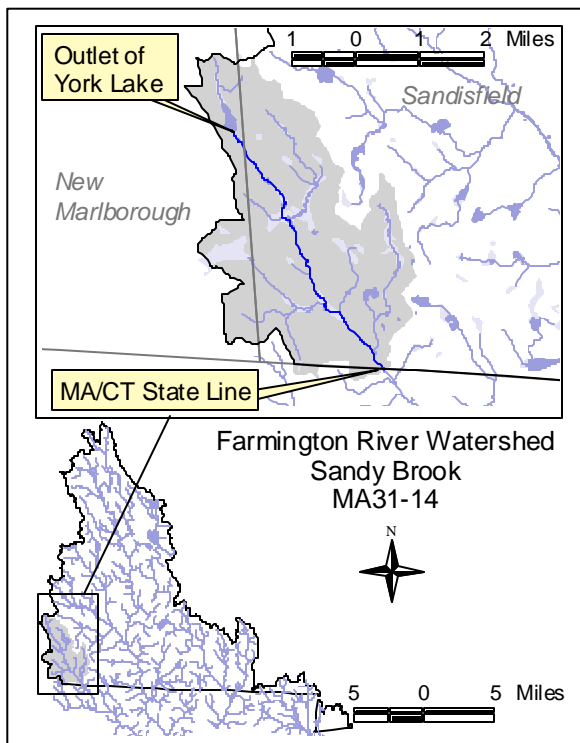 Outlet of
York Lake
1 0 1 2 Miles
Sandisfield
New
Marlborough
MA/CT State Line
Farmington River Watershed
Sandy Brook
MA31-14
N
5 0 5 Miles